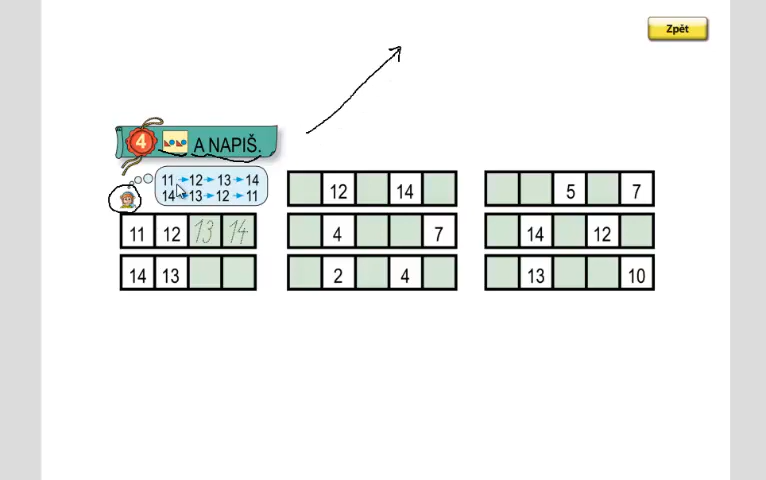 Zpět
4 A NAPIŠ.
11 → 12 → 13 → 14
14 → 13 → 12 → 11
11 12 13 14
14 13
12 14
4 7
2 4
5 7
14 12
13 10